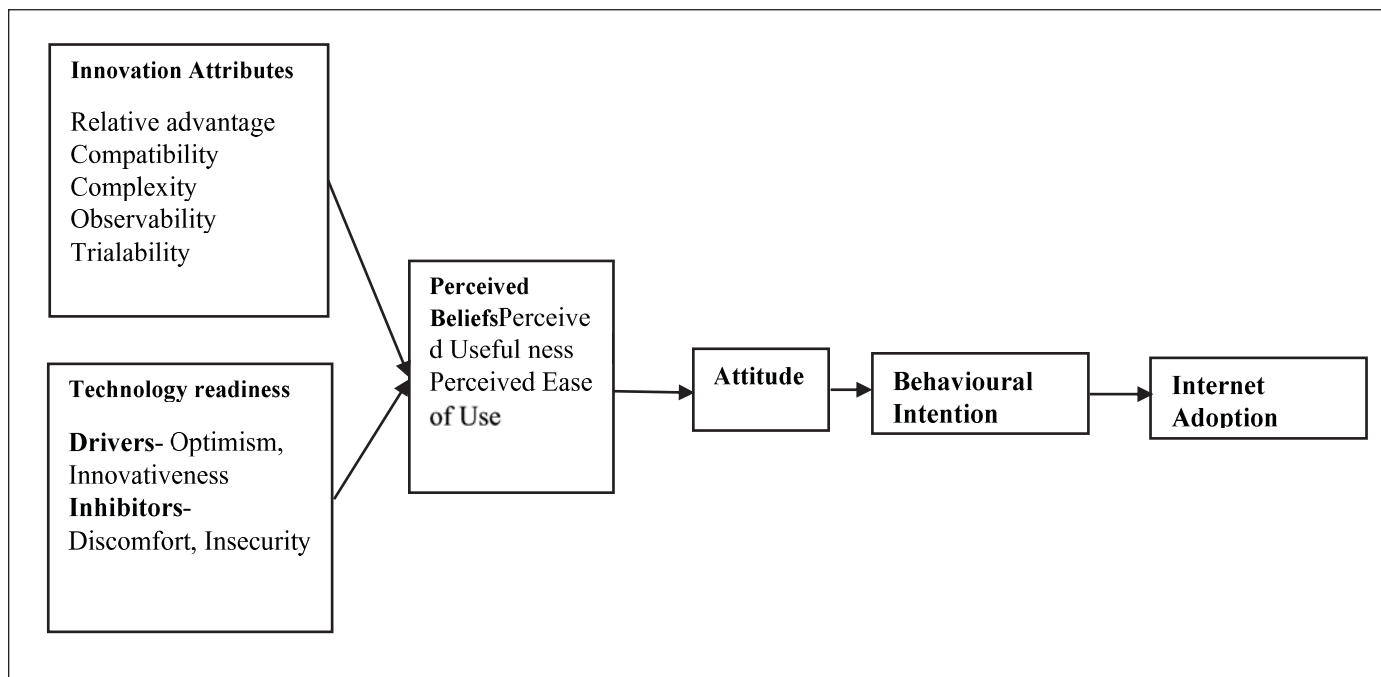 Innovation Attributes
Relative advantage
Compatibility
Complexity
Observability
Trialability
Technology readiness
Drivers- Optimism,
Innovativeness
Inhibitors-
Discomfort, Insecurity
Perceived
BeliefsPerceive
d Useful ness
Perceived Ease
of Use
Attitude
Behavioural
Intention
Internet
Adoption